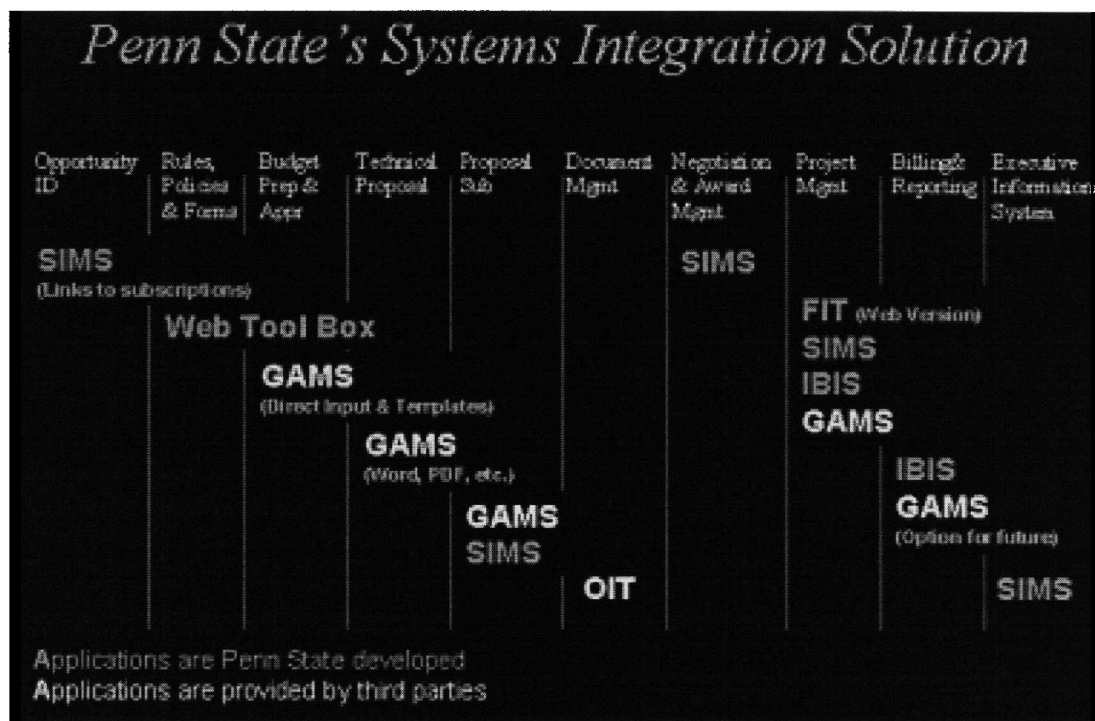 Penn State's Systems Integration Solution
Opportunity ID
Rules, Policies & Forms
Budget Prep & Appr
Technical Proposal
Proposal Sub
Document Mgmt
Negotiation & Award Mgmt
Project Mgmt
Billing & Reporting
Executive Information System
SIMS
(Links to subscriptions)
SIMS
Web Tool Box
FIT (Web Version)
SIMS
GAMS
(Direct Input & Templates)
IBIS
GAMS
GAMS
(Word, PDF, etc.)
IBIS
GAMS
(Option for future)
GAMS
SIMS
OIT
SIMS
Applications are Penn State developed
Applications are provided by third parties